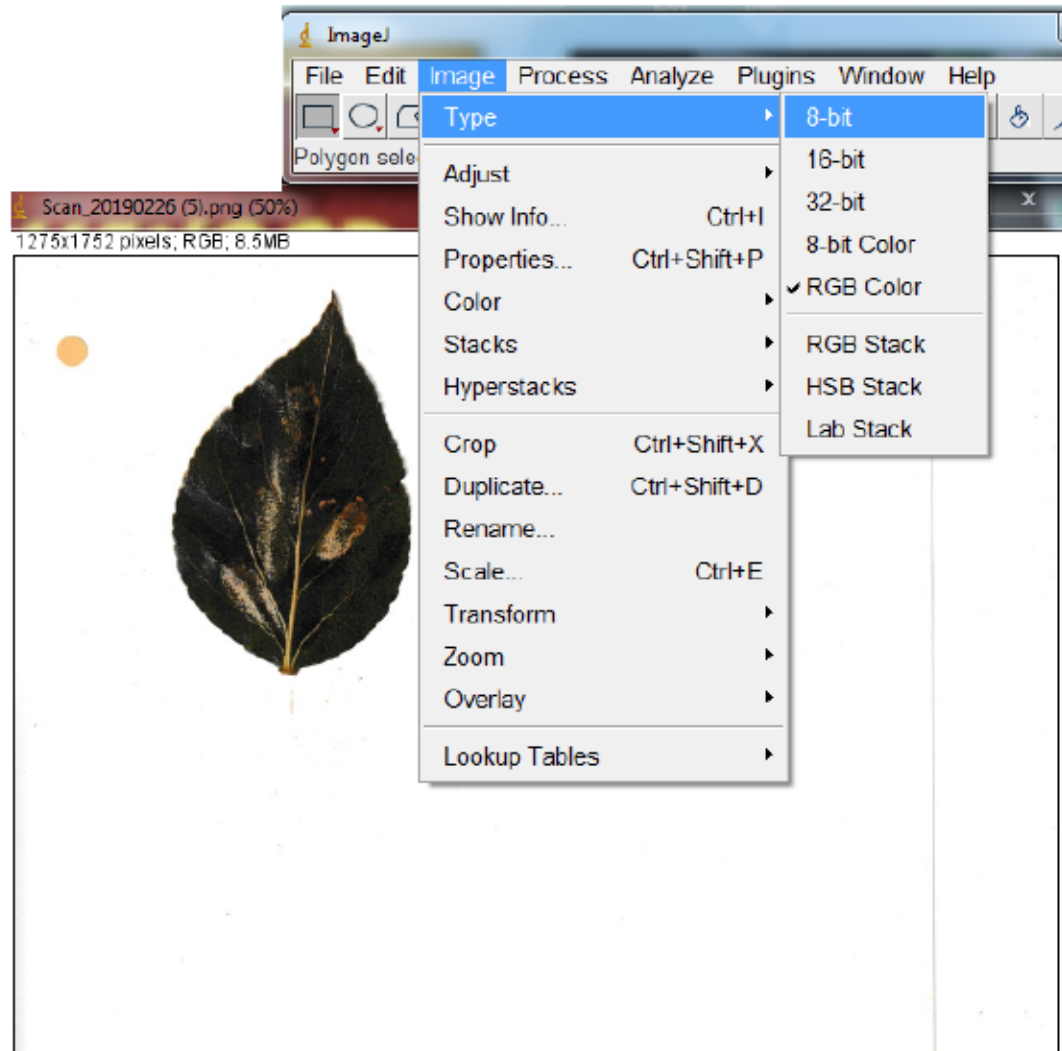 ImageJ
File Edit Image Process Analyze Plugins Window Help
Polygon sele
Scan_20190226 (5).png (50%)
1275x1752 pixels; RGB; 8.5MB
Type
Adjust
Show Info... Ctrl+I
Properties... Ctrl+Shift+P
Color
Stacks
Hyperstacks
Crop Ctrl+Shift+X
Duplicate... Ctrl+Shift+D
Rename...
Scale... Ctrl+E
Transform
Zoom
Overlay
Lookup Tables
8-bit
16-bit
32-bit
8-bit Color
RGB Color
RGB Stack
HSB Stack
Lab Stack